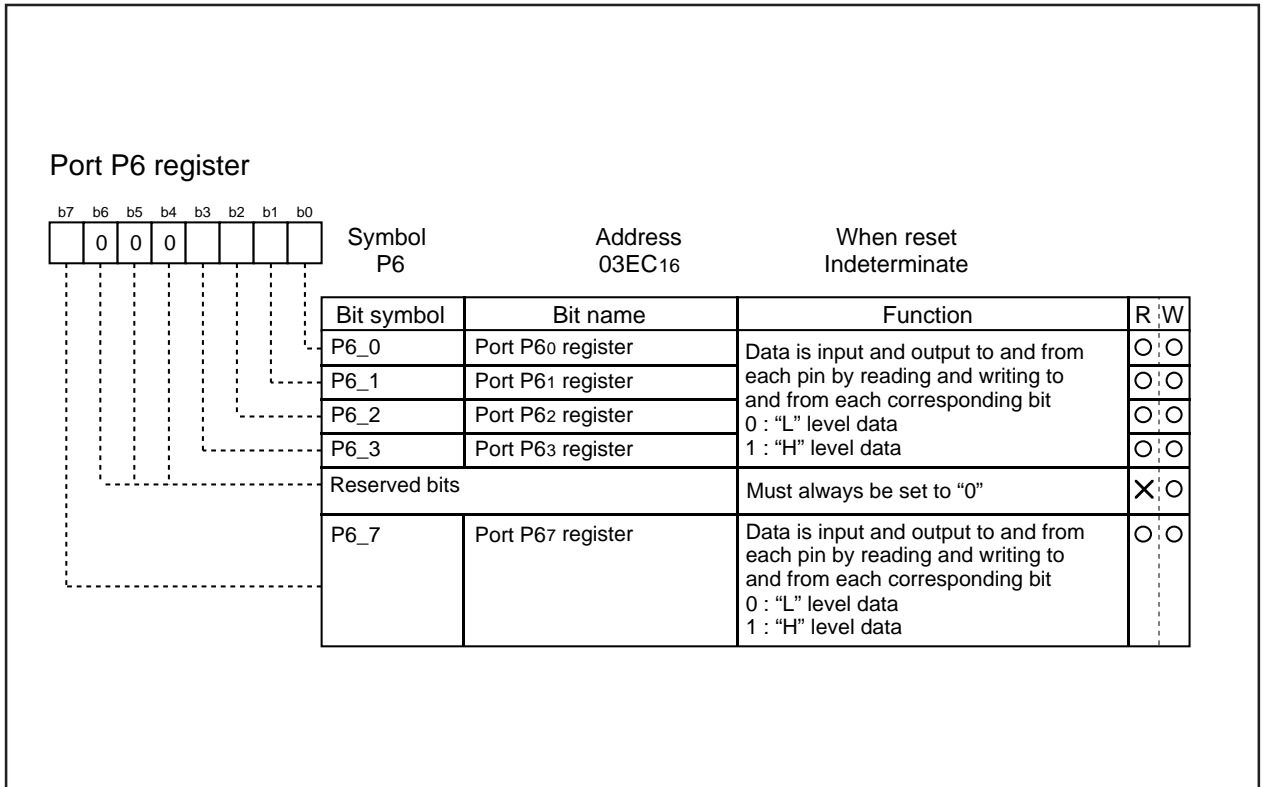 Port P6 register
b7 b6 b5 b4 b3 b2 b1 b0
0 0 0
Symbol Address When reset
P6 03EC16 Indeterminate
Bit symbol Bit name Function R W
P6_0 Port P60 register
P6_1 Port P61 register
P6_2 Port P62 register
P6_3 Port P63 register
Data is input and output to and from
each pin by reading and writing to
and from each corresponding bit
0 : “L” level data
1 : “H” level data
Reserved bits Must always be set to “0”
P6_7 Port P67 register
Data is input and output to and from
each pin by reading and writing to
and from each corresponding bit
0 : “L” level data
1 : “H” level data